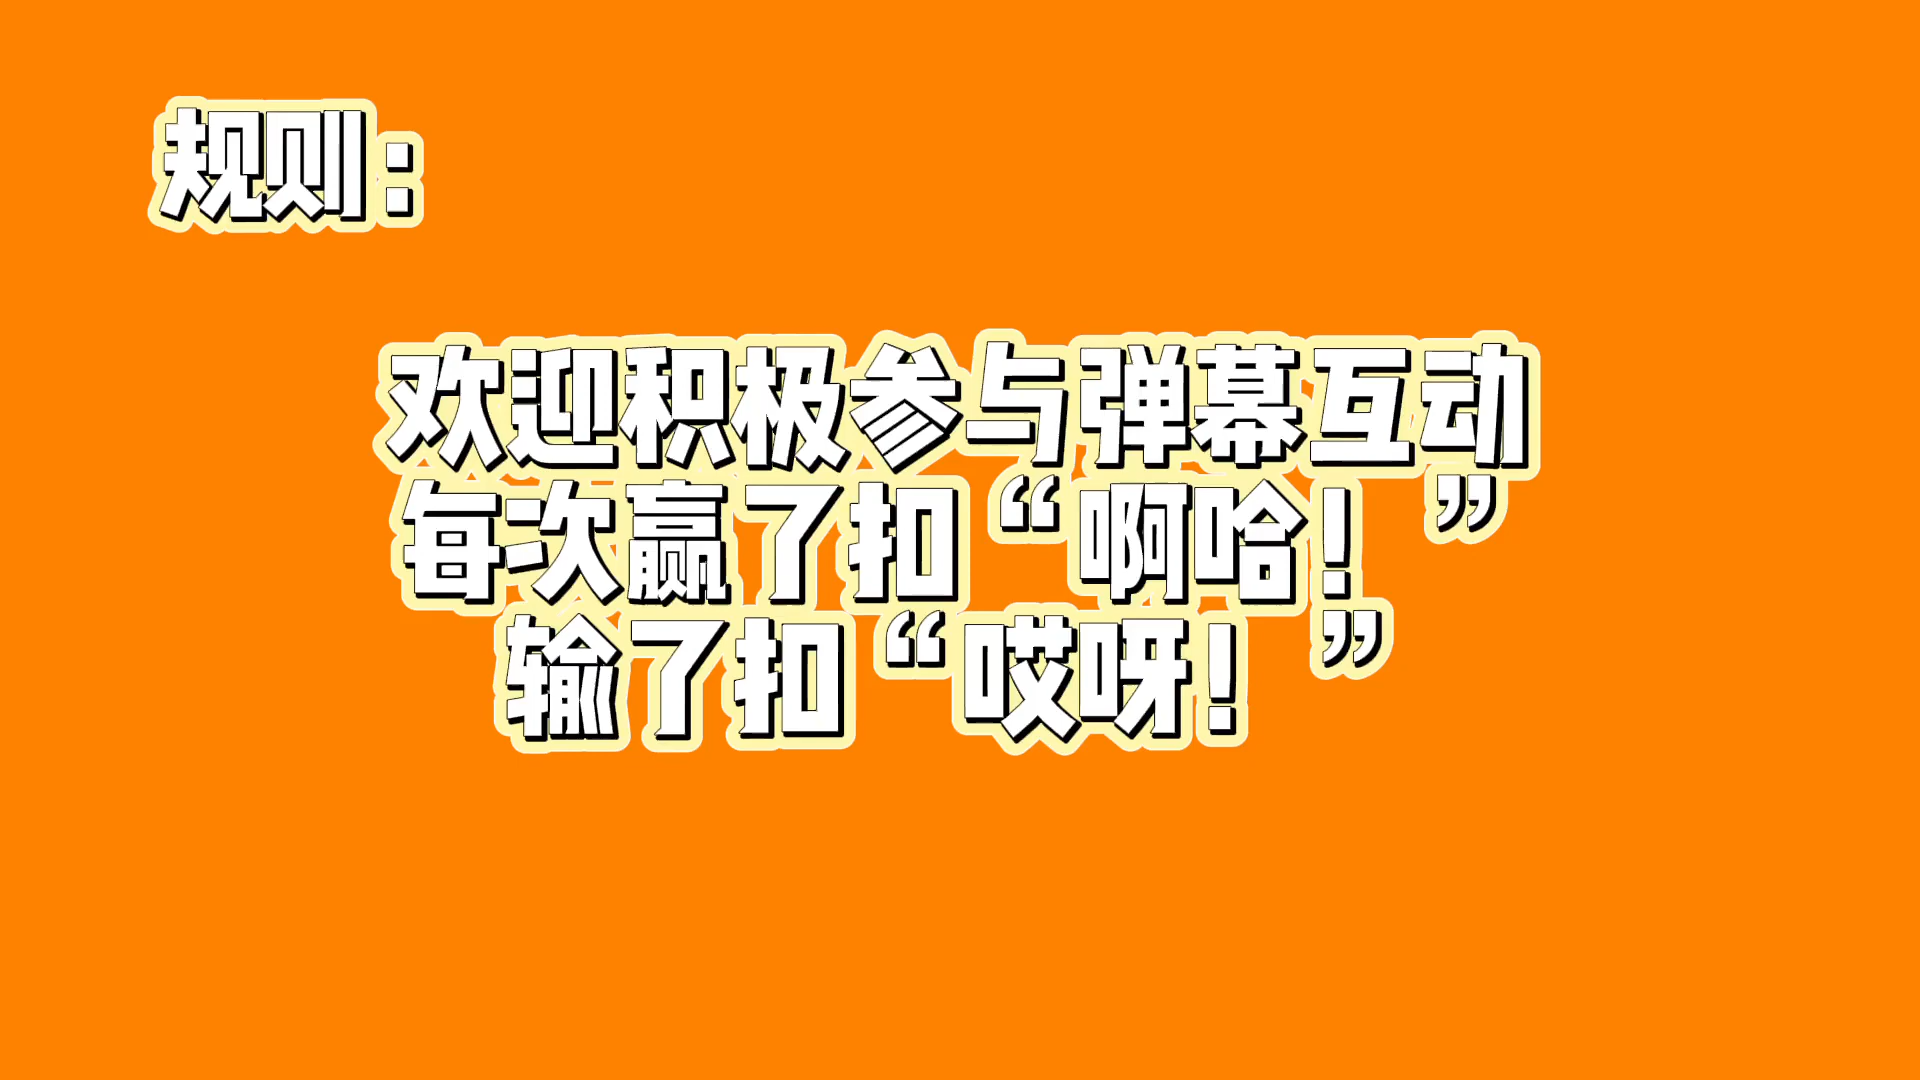 规则：
欢迎积极参与弹幕互动
每次赢了扣“啊哈！”
输了扣“哎呀！”